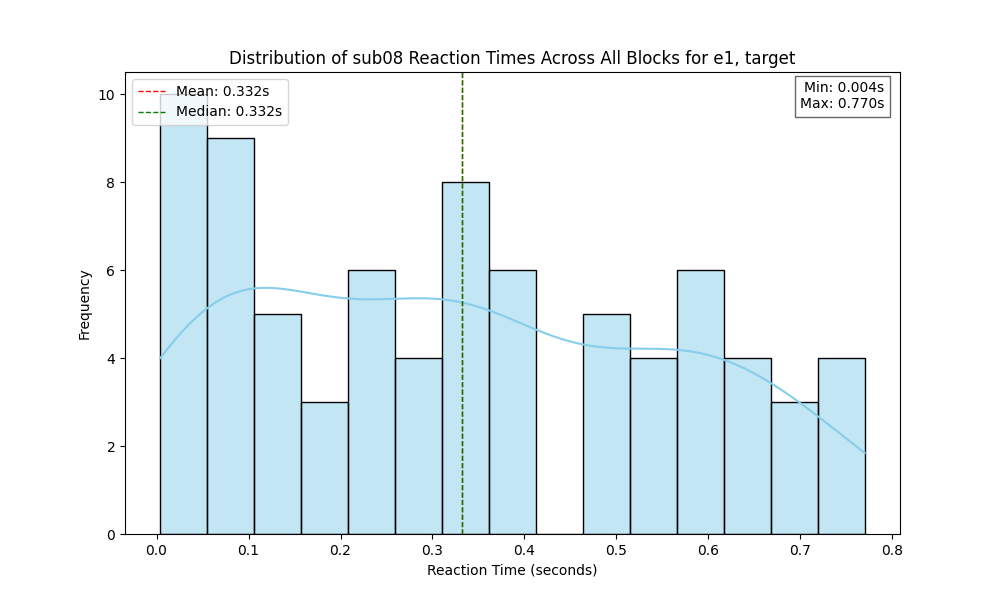 Distribution of sub08 Reaction Times Across All Blocks for e1, target
Mean: 0.332s
Median: 0.332s
Min: 0.004s
Max: 0.770s
10
8
6
4
2
0
Frequency
0.0 0.1 0.2 0.3 0.4 0.5 0.6 0.7 0.8
Reaction Time (seconds)